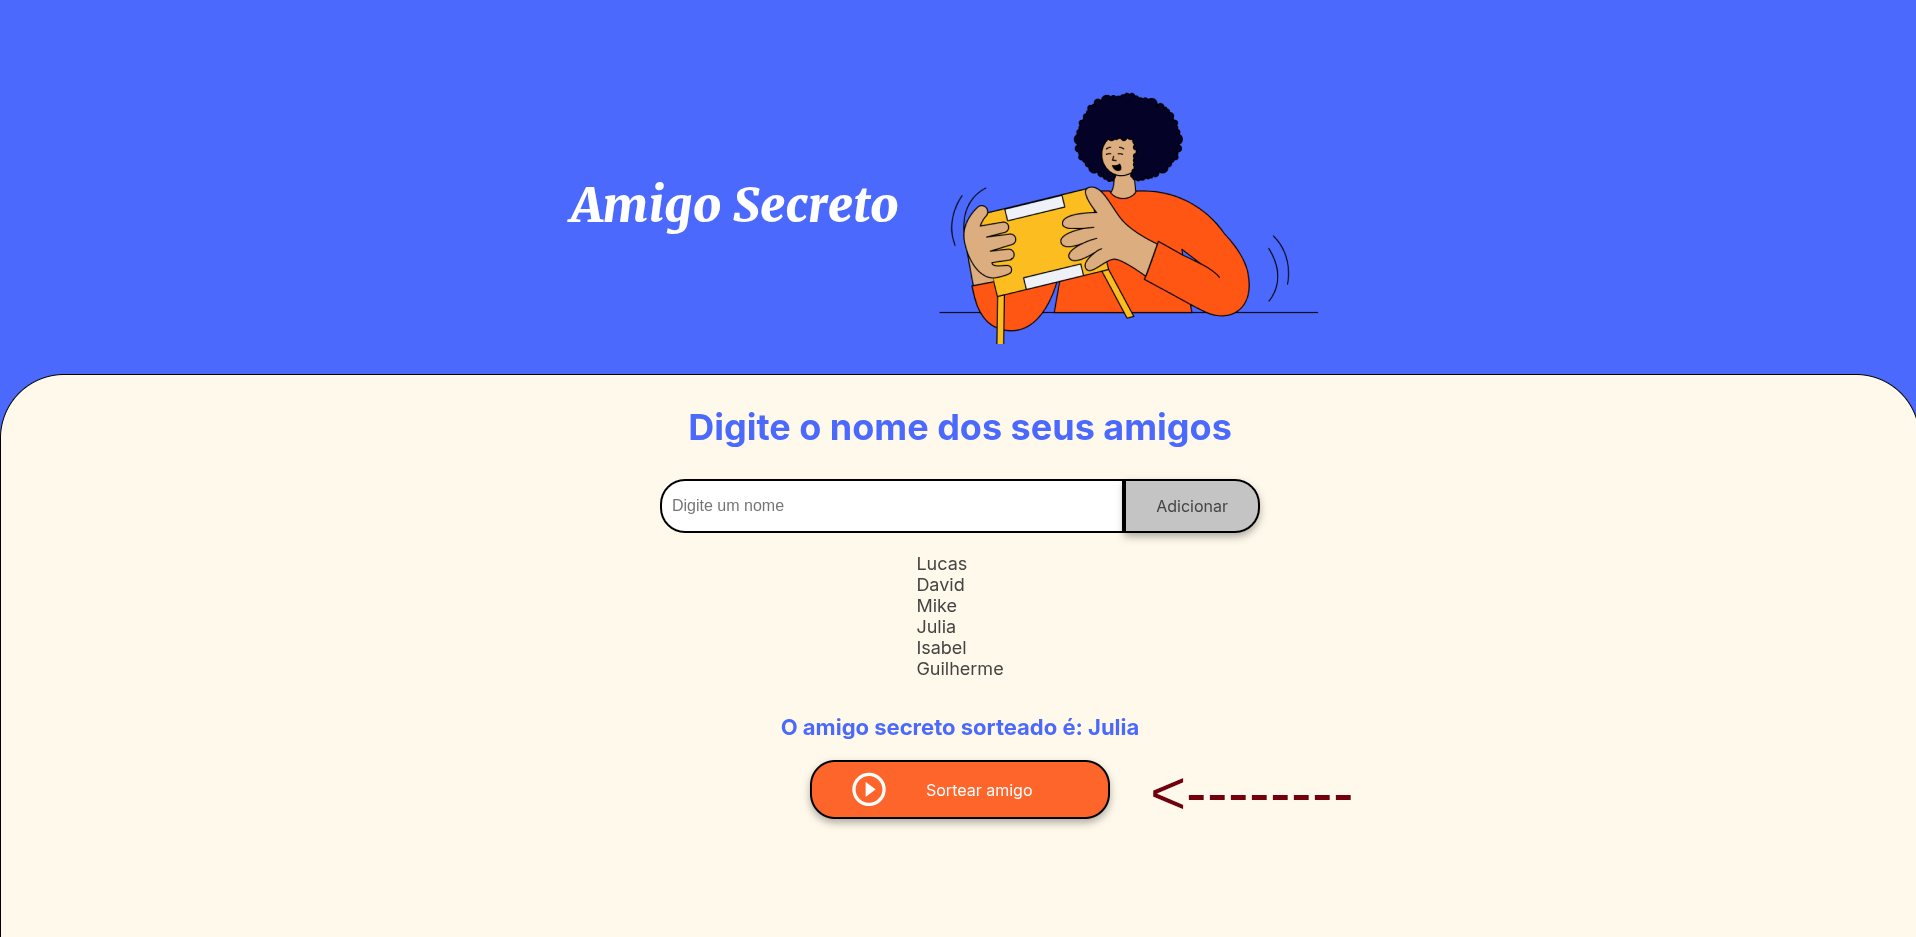 Amigo Secreto
Digite o nome dos seus amigos
Digite um nome
Adicionar
Lucas
David
Mike
Julia
Isabel
Guilherme
O amigo secreto sorteado é: Julia
Sortear amigo
<--------